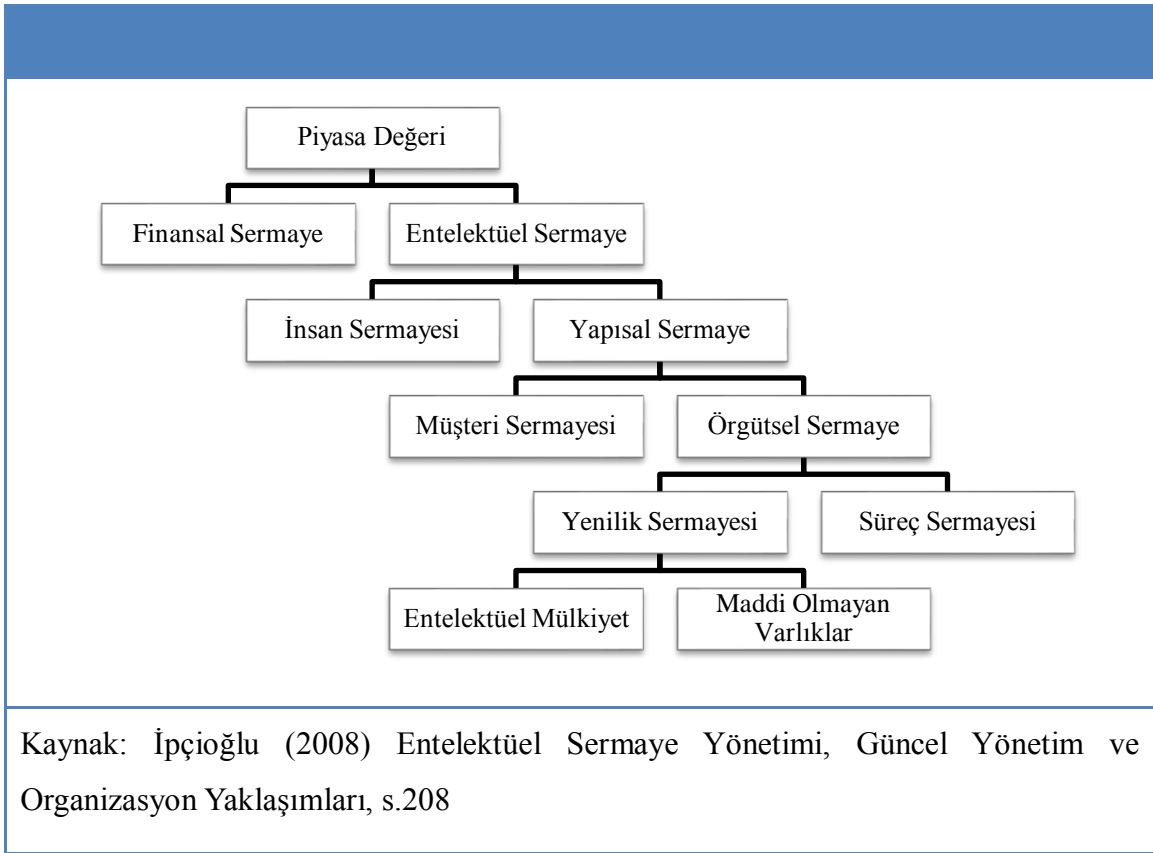 Piyasa Değeri
Finansal Sermaye
Entelektüel Sermaye
İnsan Sermayesi
Yapısal Sermaye
Müşteri Sermayesi
Örgütsel Sermaye
Yenilik Sermayesi
Süreç Sermayesi
Entelektüel Mülkiyet
Maddi Olmayan
Varlıklar
Kaynak: İpçioğlu (2008) Entelektüel Sermaye Yönetimi, Güncel Yönetim ve
Organizasyon Yaklaşımları, s.208